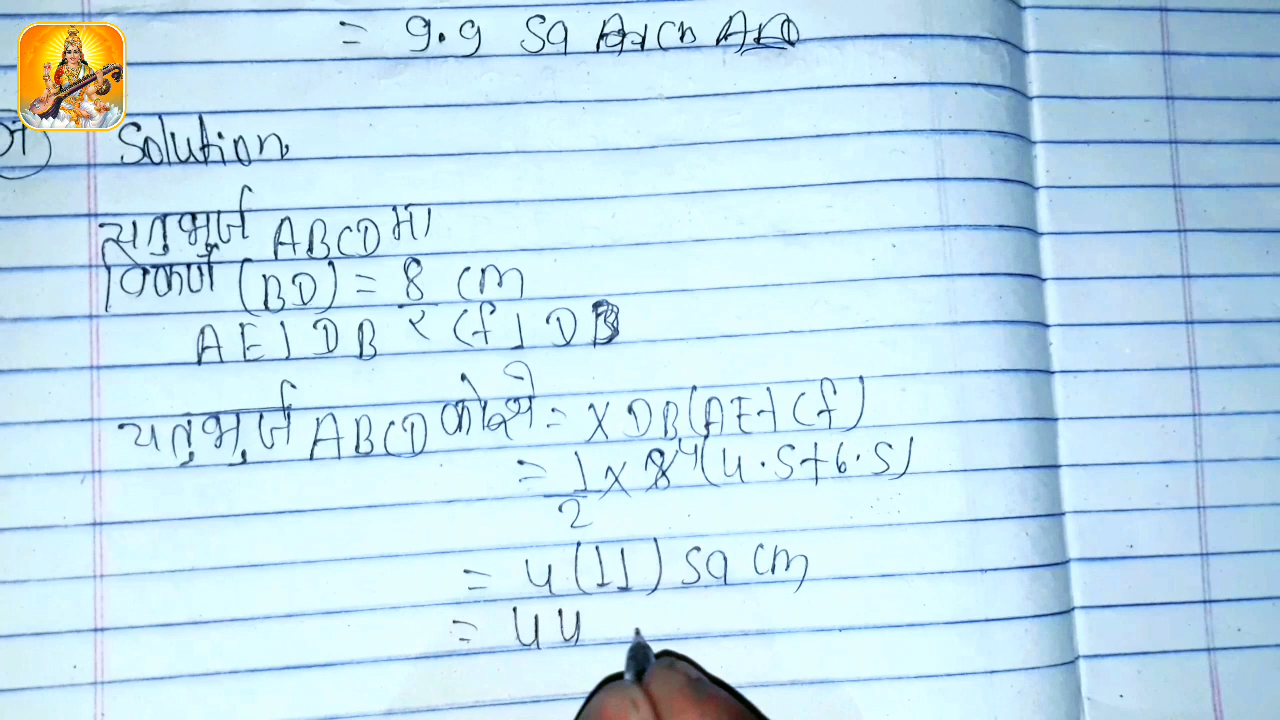 = 9.9 Sq
Solution
चतुभुर्ज ABCD मा
विकर्ण (BD) = 8 cm
AE⊥DB र CF⊥DB
चतुभुर्ज ABCD को क्षे = × DB(AE+CF)
= 1/2 × 8 4 (4.5+6.5)
= 4(11) Sq cm
= 44